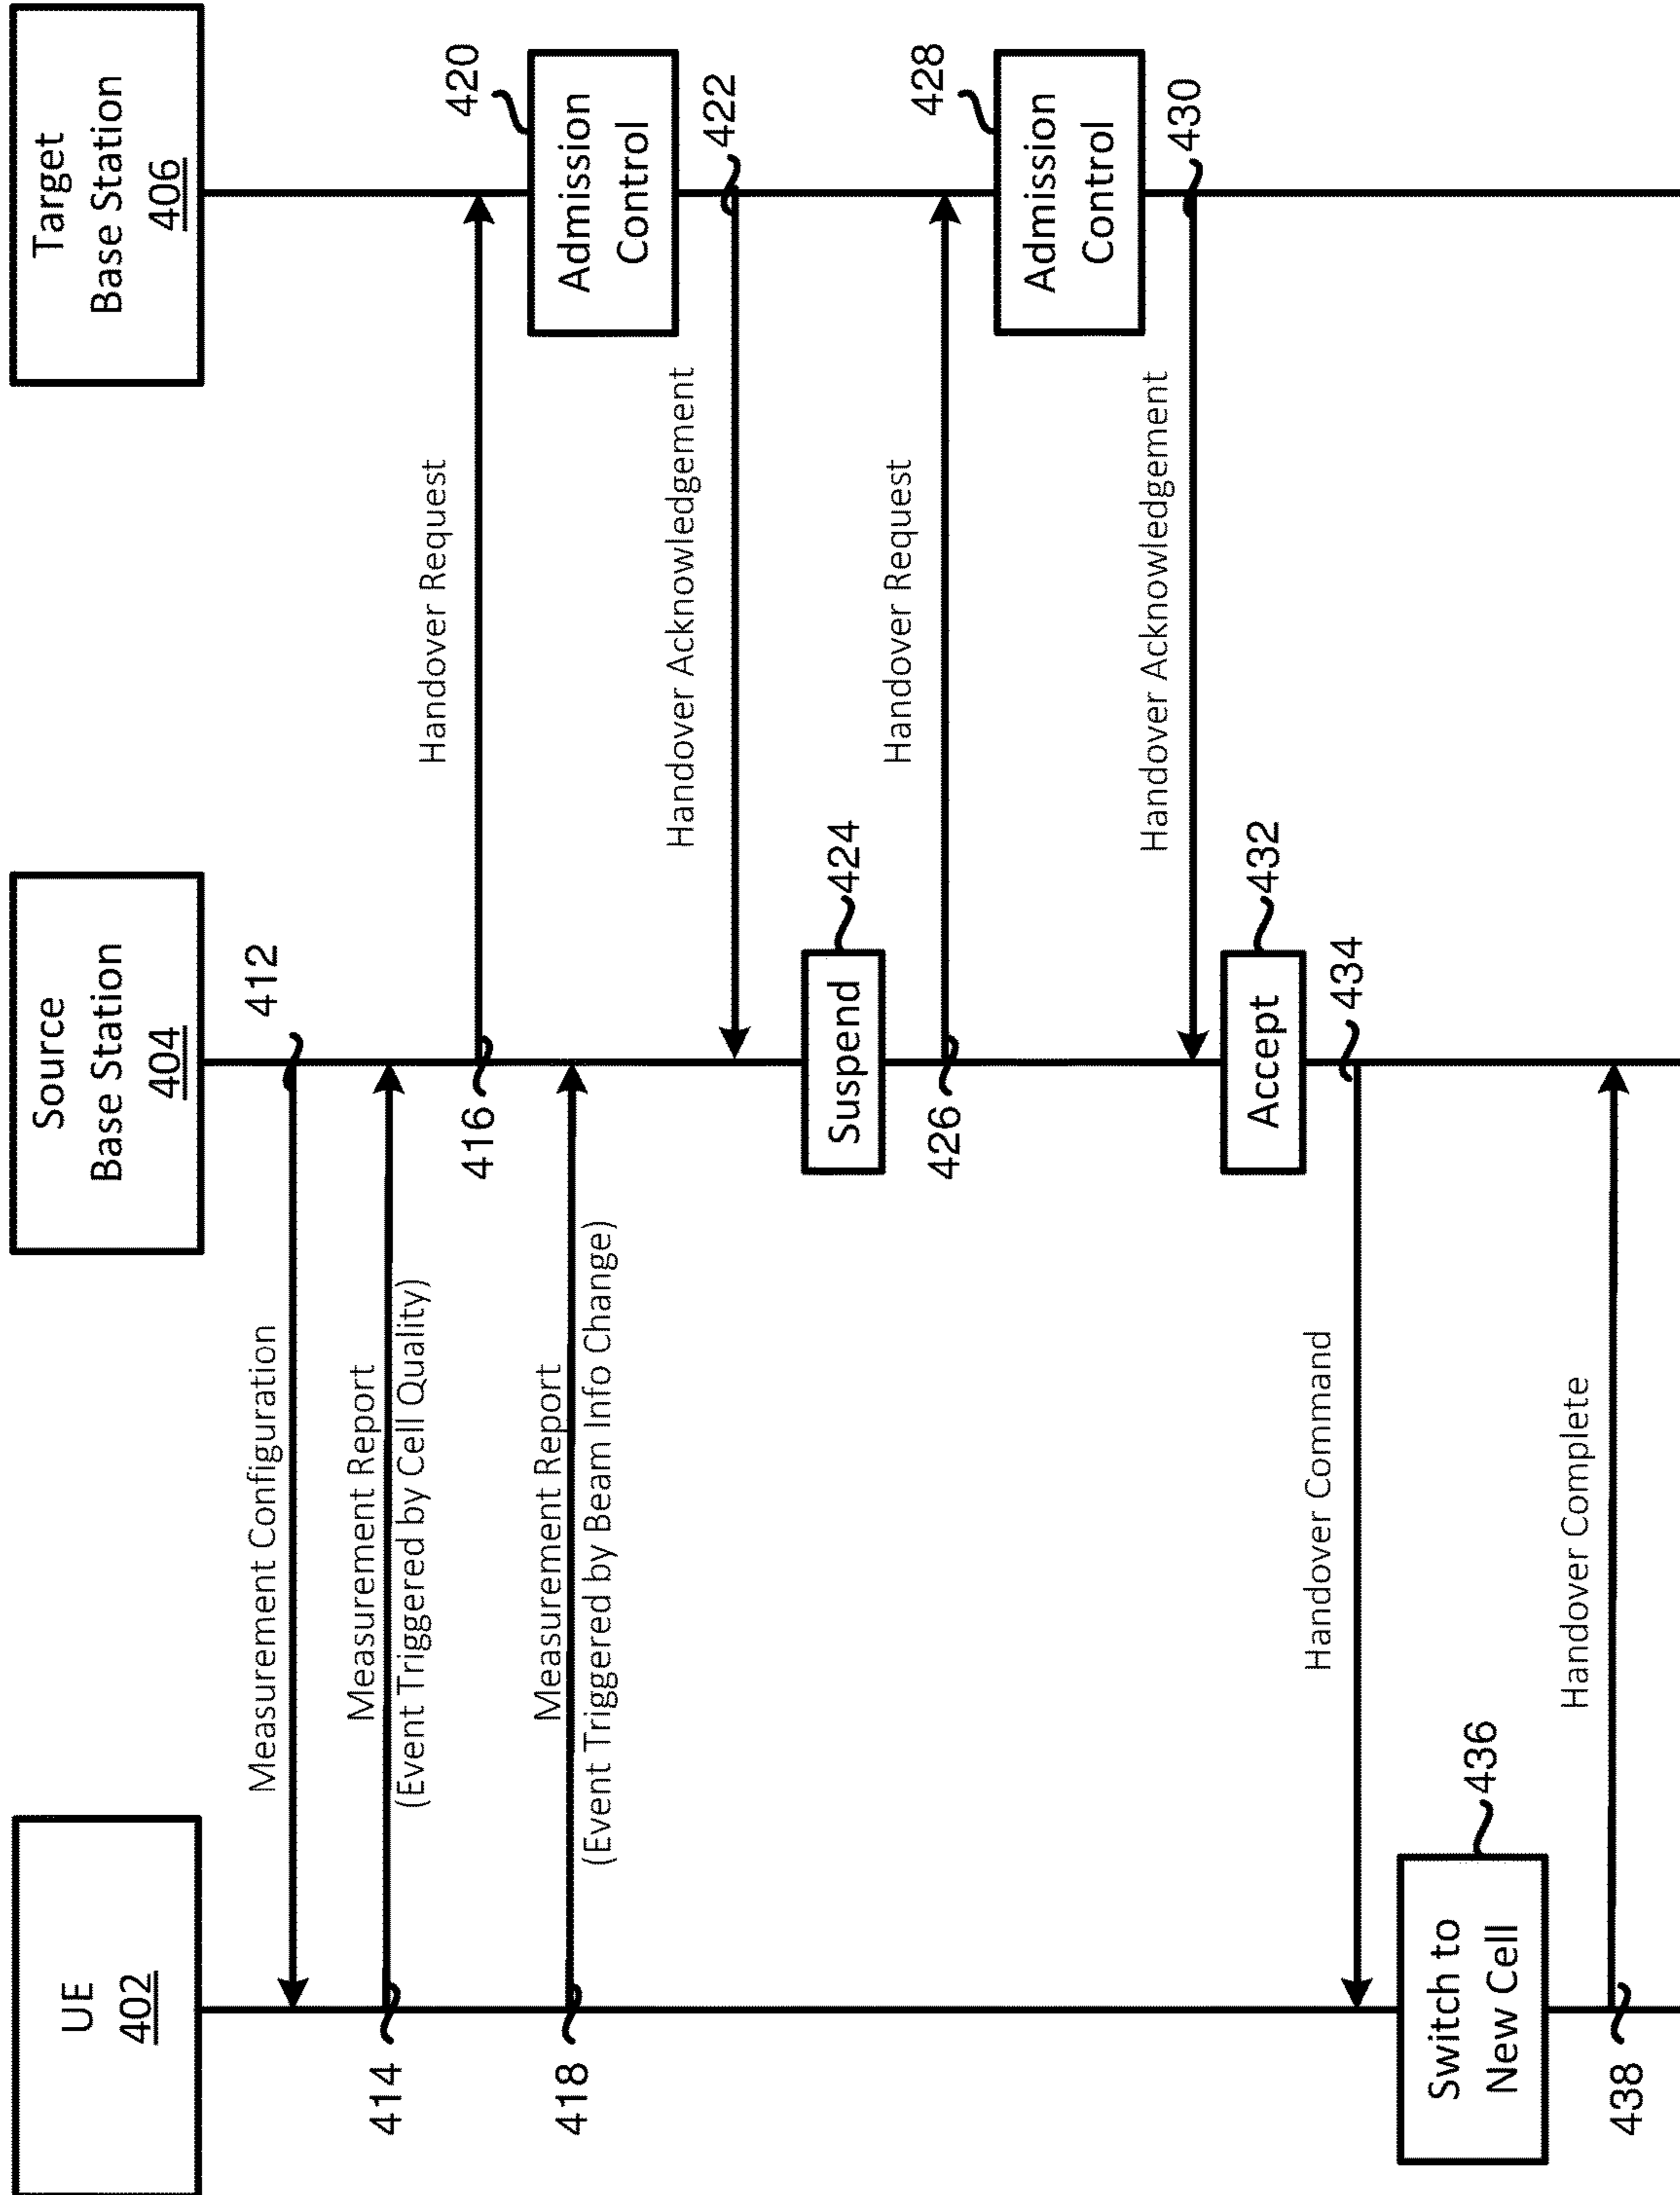 UE
402
Source
Base Station
404
Target
Base Station
406
412
Measurement Configuration
414
Measurement Report
(Event Triggered by Cell Quality)
416
Handover Request
418
Measurement Report
(Event Triggered by Beam Info Change)
420
Admission
Control
422
Handover Acknowledgement
Suspend
424
426
Handover Request
428
Admission
Control
430
Handover Acknowledgement
Accept
432
434
Handover Command
Switch to
New Cell
436
438
Handover Complete